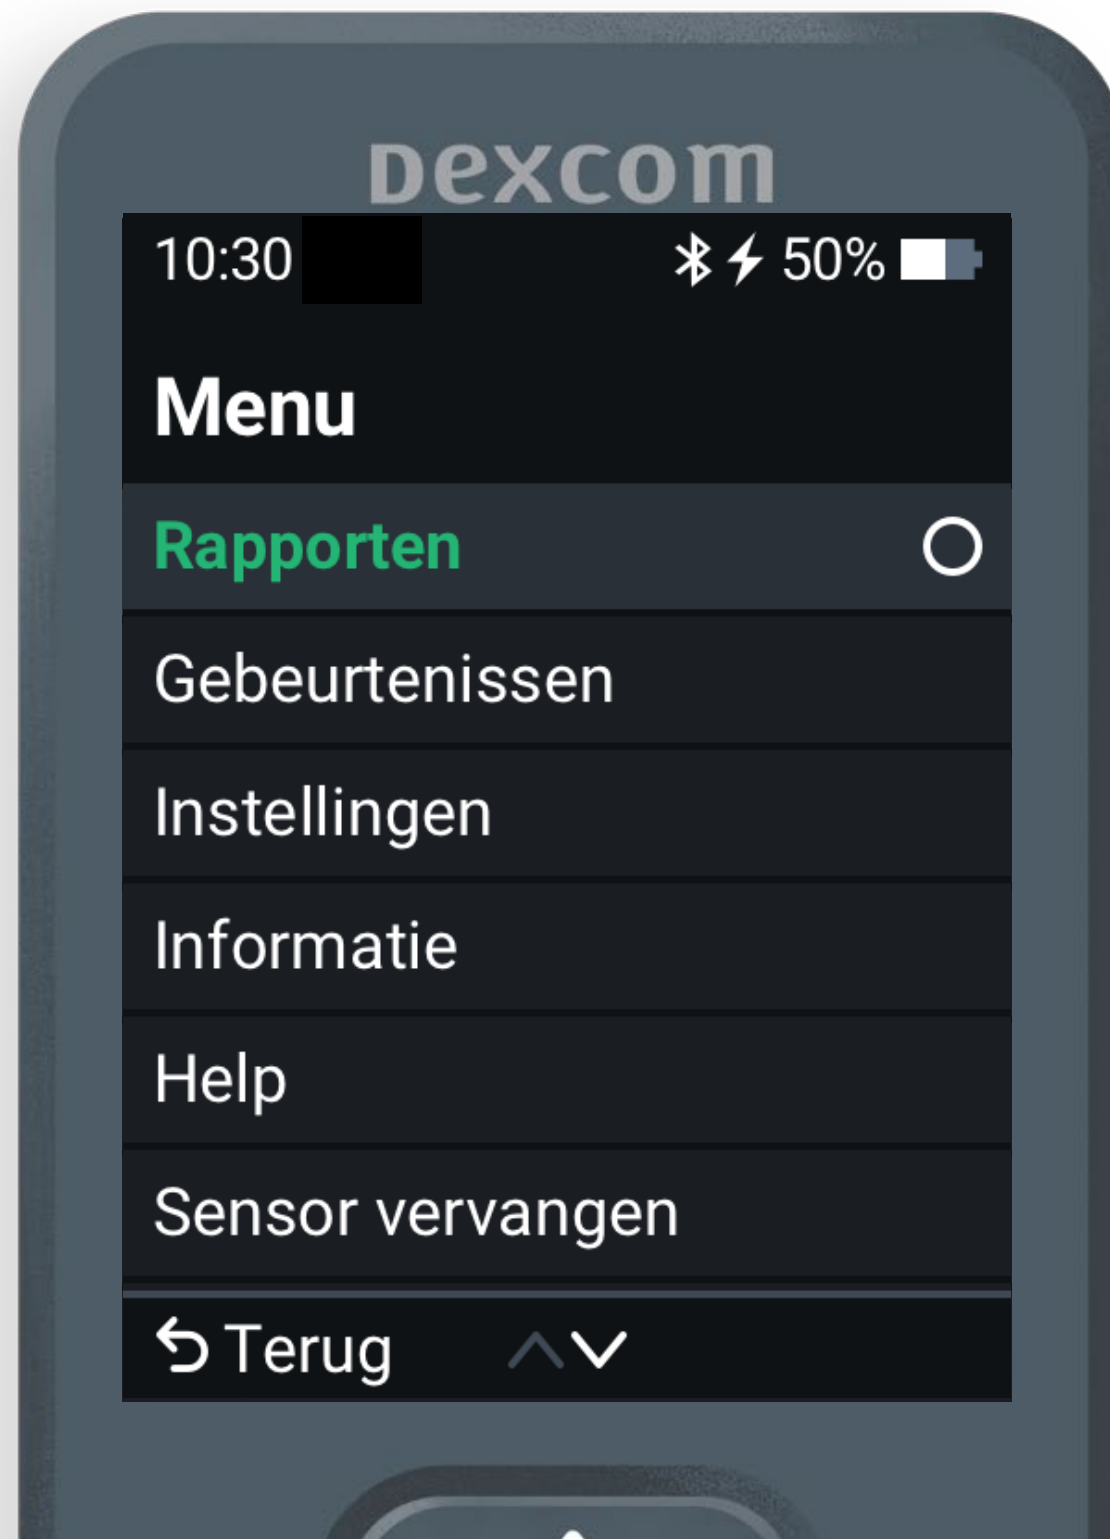 Dexcom
10:30 50%
Menu
Rapporten
Gebeurtenissen
Instellingen
Informatie
Help
Sensor vervangen
Terug